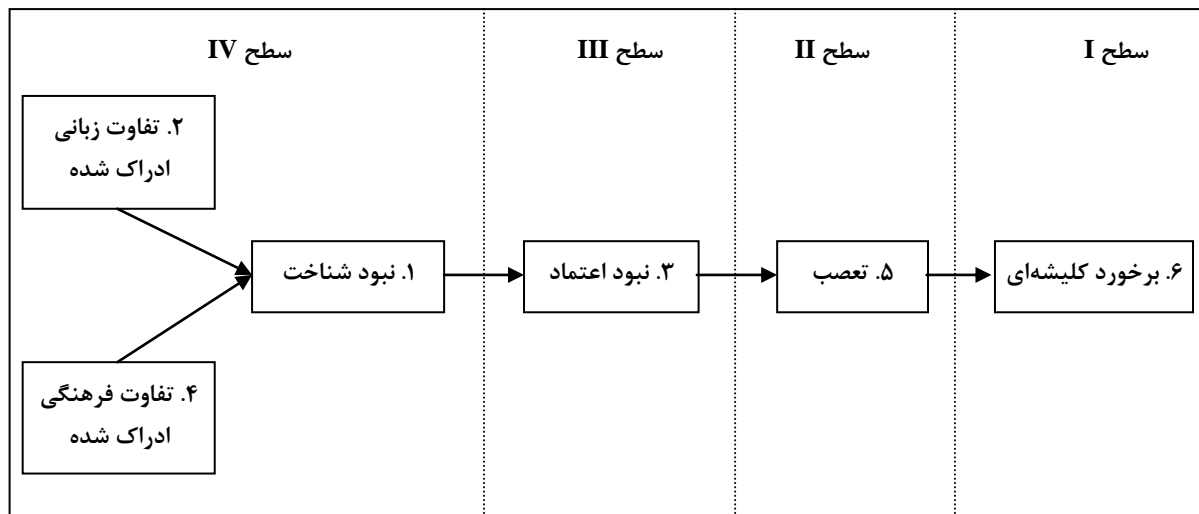 سطح I
سطح II
سطح III
سطح IV
۲. تفاوت زبانی
ادراک شده
۶. برخورد کلیشه‌ای
۵. تعصب
۳. نبود اعتماد
۱. نبود شناخت
۴. تفاوت فرهنگی
ادراک شده